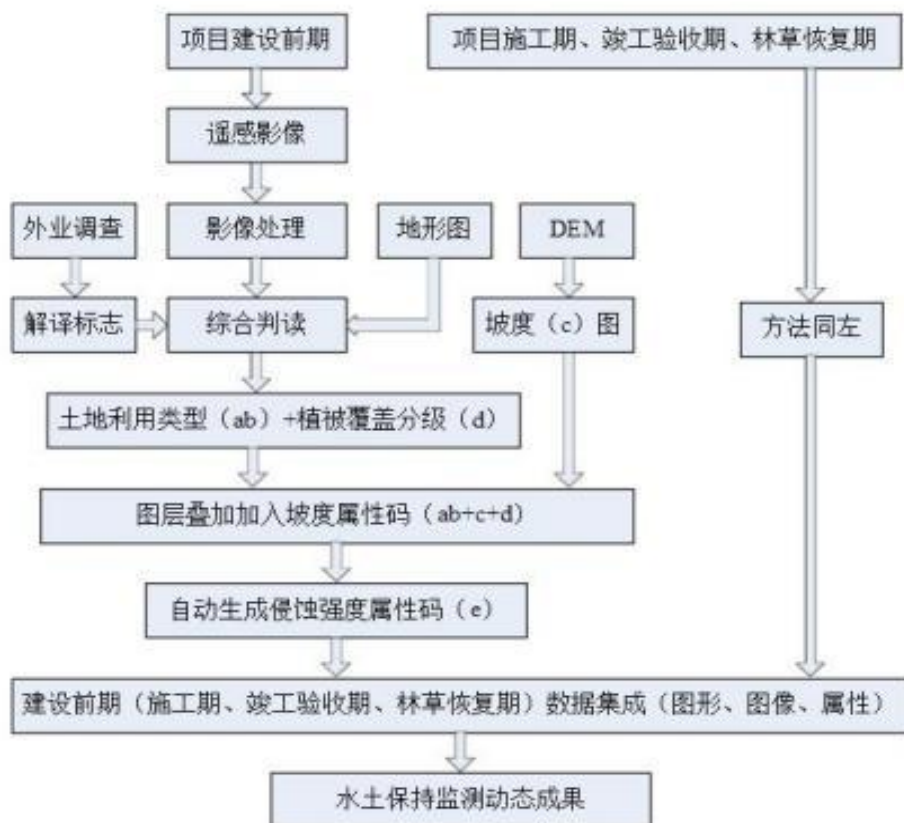 项目建设前期
项目施工期、竣工验收期、林草恢复期
遥感影像
外业调查
影像处理
地形图
DEM
解译标志
综合判读
坡度（c）图
方法同左
土地利用类型（ab）+植被覆盖分级（d）
图层叠加加入坡度属性码（ab+c+d）
自动生成侵蚀强度属性码（e）
建设前期（施工期、竣工验收期、林草恢复期）数据集成（图形、图像、属性）
水土保持监测动态成果